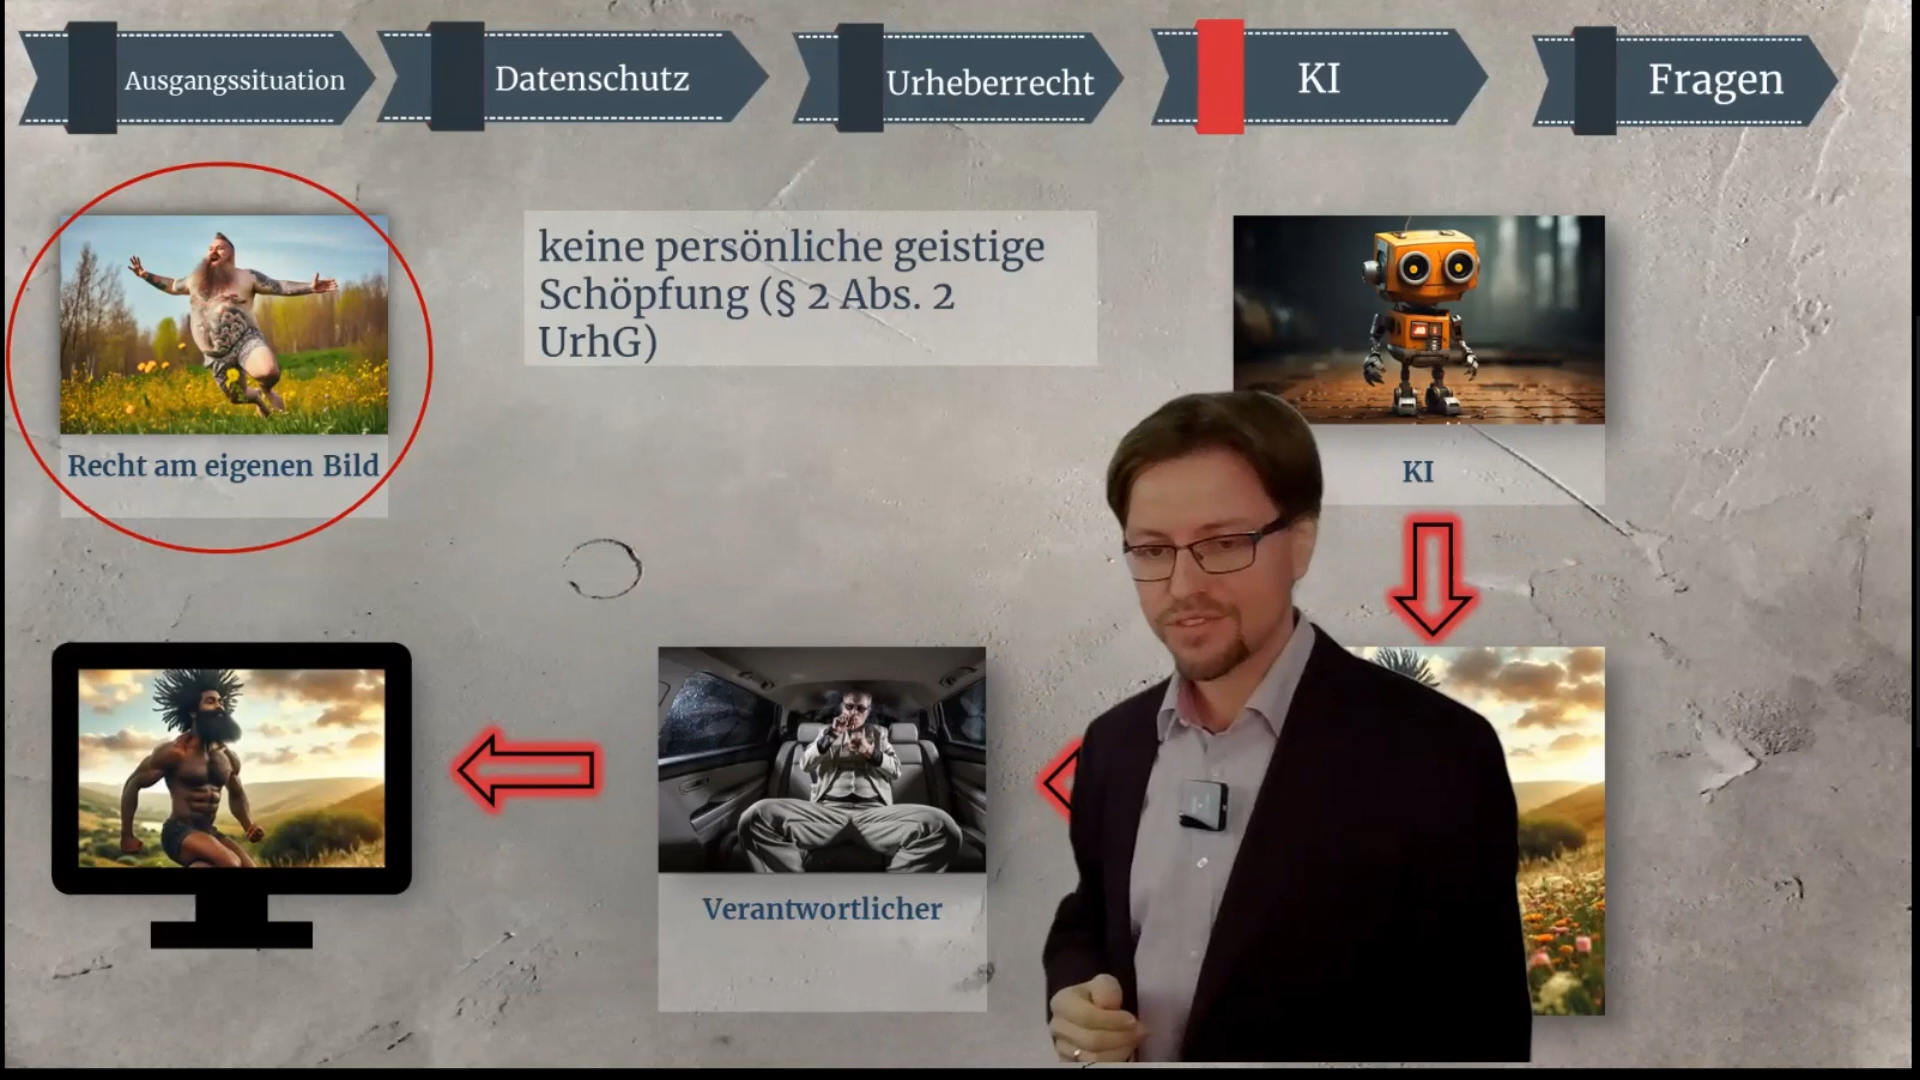 Ausgangssituation
Datenschutz
Urheberrecht
KI
Fragen
keine persönliche geistige
Schöpfung (§ 2 Abs. 2
UrhG)
Recht am eigenen Bild
KI
Verantwortlicher